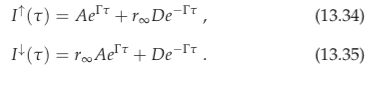 I↑(τ) = Ae^{Γτ} + r_∞De^{−Γτ} , (13.34)
I↓(τ) = r_∞Ae^{Γτ} + De^{−Γτ} . (13.35)